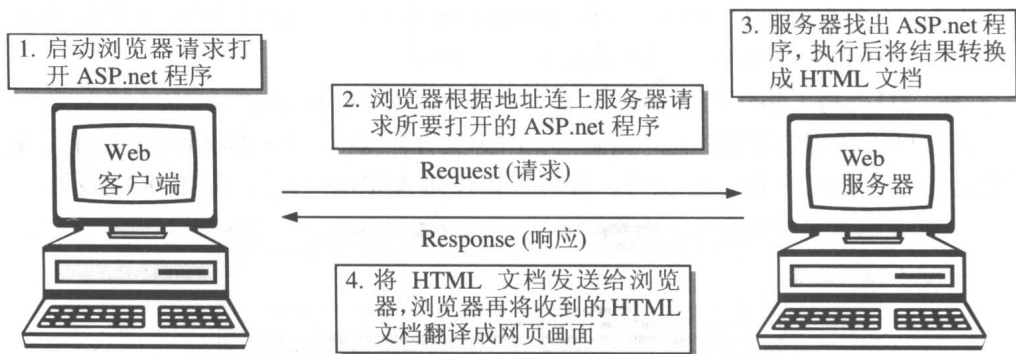 1. 启动浏览器请求打
开 ASP.net 程序
2. 浏览器根据地址连上服务器请
求所要打开的 ASP.net 程序
3. 服务器找出 ASP.net 程
序，执行后将结果转换
成 HTML 文档
Web
客户端
Request (请求)
Web
服务器
Response (响应)
4. 将 HTML 文档发送给浏览
器，浏览器再将收到的 HTML
文档翻译成网页画面